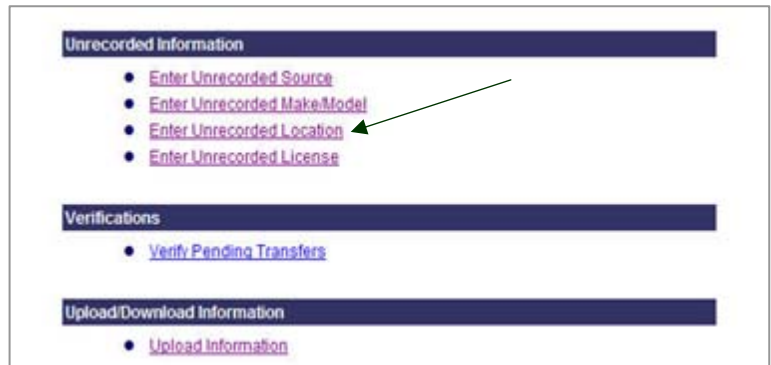 Unrecorded Information
Enter Unrecorded Source
Enter Unrecorded Make/Model
Enter Unrecorded Location
Enter Unrecorded License
Verifications
Verify Pending Transfers
Upload/Download Information
Upload Information